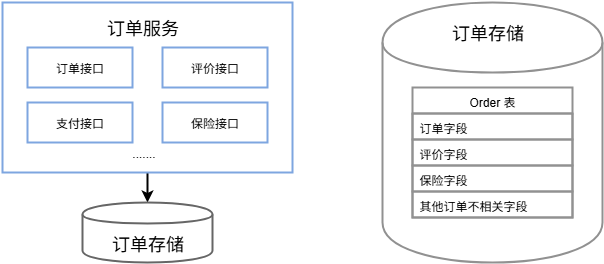 订单服务
订单接口
评价接口
支付接口
保险接口
.......
订单存储
订单存储
Order 表
订单字段
评价字段
保险字段
其他订单不相关字段